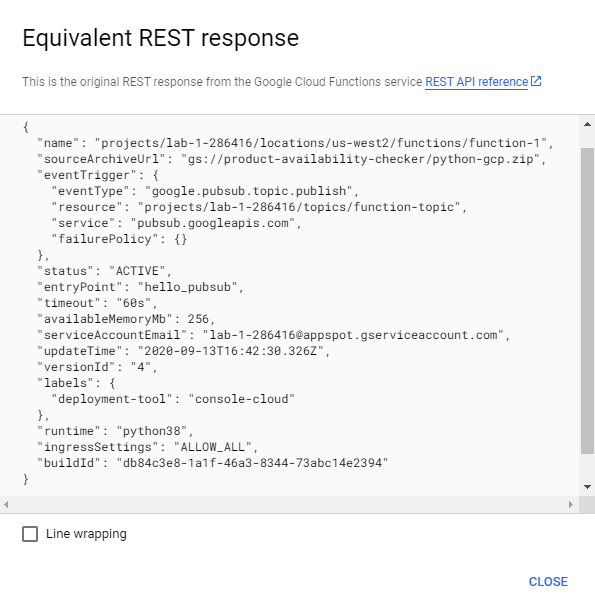 Equivalent REST response
This is the original REST response from the Google Cloud Functions service REST API reference
{
  "name": "projects/lab-1-286416/locations/us-west2/functions/function-1",
  "sourceArchiveUrl": "gs://product-availability-checker/python-gcp.zip",
  "eventTrigger": {
    "eventType": "google.pubsub.topic.publish",
    "resource": "projects/lab-1-286416/topics/function-topic",
    "service": "pubsub.googleapis.com",
    "failurePolicy": {}
  },
  "status": "ACTIVE",
  "entryPoint": "hello_pubsub",
  "timeout": "60s",
  "availableMemoryMb": 256,
  "serviceAccountEmail": "lab-1-286416@appspot.gserviceaccount.com",
  "updateTime": "2020-09-13T16:42:30.326Z",
  "versionId": "4",
  "labels": {
    "deployment-tool": "console-cloud"
  },
  "runtime": "python38",
  "ingressSettings": "ALLOW_ALL",
  "buildId": "db84c3e8-1a1f-46a3-8344-73abc14e2394"
}
Line wrapping
CLOSE